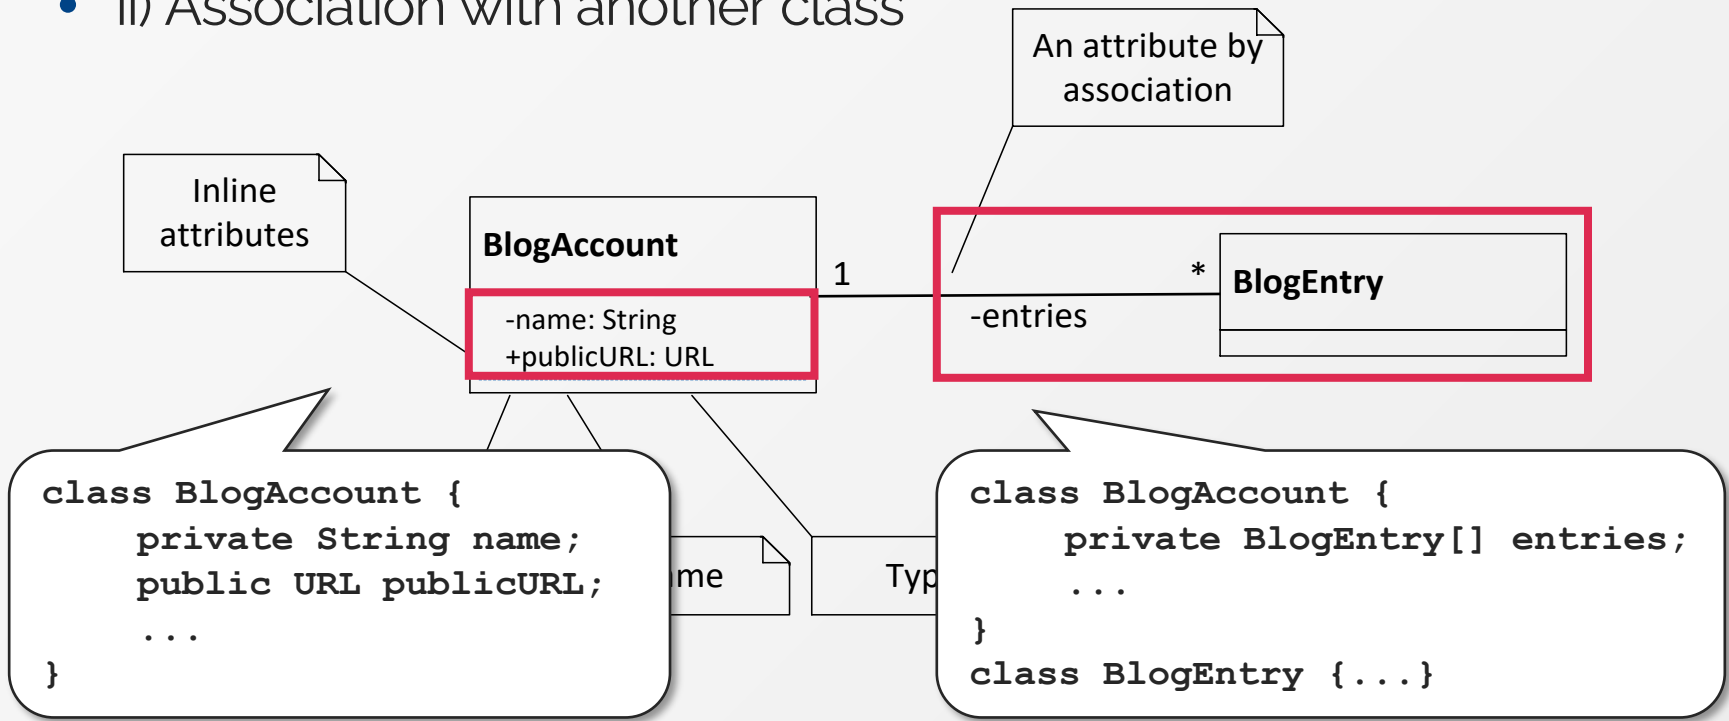 ii) Association with another class
An attribute by
association
Inline
attributes
BlogAccount
-name: String
+publicURL: URL
1
*
-entries
BlogEntry
class BlogAccount {
private String name;
public URL publicURL;
...
}
class BlogAccount {
private BlogEntry[] entries;
...
}
class BlogEntry {...}